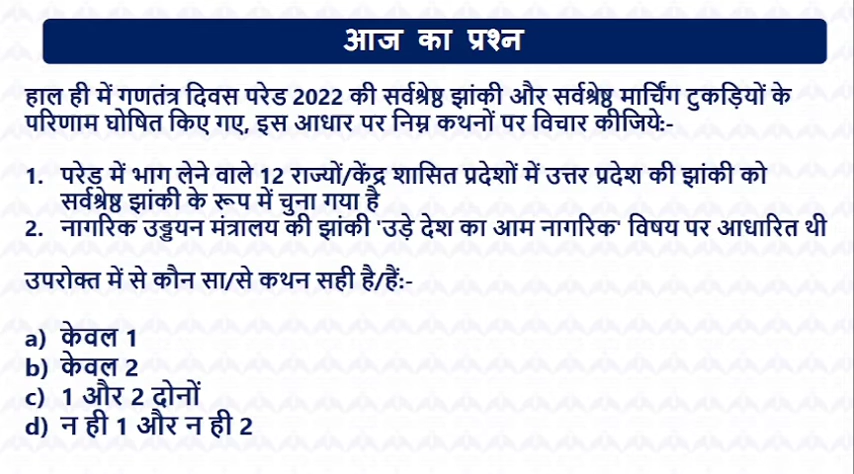 आज का प्रश्न
हाल ही में गणतंत्र दिवस परेड 2022 की सर्वश्रेष्ठ झांकी और सर्वश्रेष्ठ मार्चिंग टुकड़ियों के
परिणाम घोषित किए गए, इस आधार पर निम्न कथनों पर विचार कीजिये:-
1. परेड में भाग लेने वाले 12 राज्यों/केंद्र शासित प्रदेशों में उत्तर प्रदेश की झांकी को
सर्वश्रेष्ठ झांकी के रूप में चुना गया है
2. नागरिक उड्डयन मंत्रालय की झांकी 'उड़े देश का आम नागरिक' विषय पर आधारित थी
उपरोक्त में से कौन सा/से कथन सही है/हैं:-
a) केवल 1
b) केवल 2
c) 1 और 2 दोनों
d) न ही 1 और न ही 2